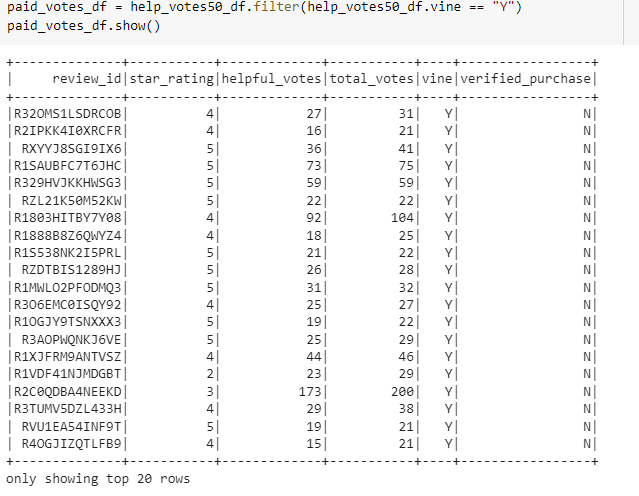 paid_votes_df = help_votes50_df.filter(help_votes50_df.vine == "Y")
paid_votes_df.show()
+--------------+-----------+-------------+-----------+----+-----------------+
|     review_id|star_rating|helpful_votes|total_votes|vine|verified_purchase|
+--------------+-----------+-------------+-----------+----+-----------------+
|R32OMS1LSDRCOB|          4|           27|         31|   Y|                N|
|R2IPKK4I0XRCFR|          4|           16|         21|   Y|                N|
| RXYYJ8SGI9IX6|          5|           36|         41|   Y|                N|
|R1SAUBFC7T6JHC|          5|           73|         75|   Y|                N|
|R329HVJKKHWSG3|          5|           59|         59|   Y|                N|
| RZL21K50M52KW|          5|           22|         22|   Y|                N|
|R1803HITBY7Y08|          4|           92|        104|   Y|                N|
|R1888B8Z6QWYZ4|          4|           18|         25|   Y|                N|
|R1S538NK2I5PRL|          5|           21|         22|   Y|                N|
| RZDTBIS1289HJ|          5|           26|         28|   Y|                N|
|R1MWLO2PFODMQ3|          5|           31|         32|   Y|                N|
|R3O6EMC0ISQY92|          4|           25|         27|   Y|                N|
|R1OGJY9TSNXXX3|          5|           19|         22|   Y|                N|
| R3AOPWQNKJ6VE|          5|           25|         29|   Y|                N|
|R1XJFRM9ANTVSZ|          4|           44|         46|   Y|                N|
|R1VDF41NJMDGBT|          2|           23|         29|   Y|                N|
|R2C0QDBA4NEEKD|          3|          173|        200|   Y|                N|
|R3TUMV5DZL433H|          4|           29|         38|   Y|                N|
| RVU1EA54INF9T|          5|           19|         21|   Y|                N|
|R4OGJIZQTLFB9|          4|           15|         21|   Y|                N|
+--------------+-----------+-------------+-----------+----+-----------------+
only showing top 20 rows